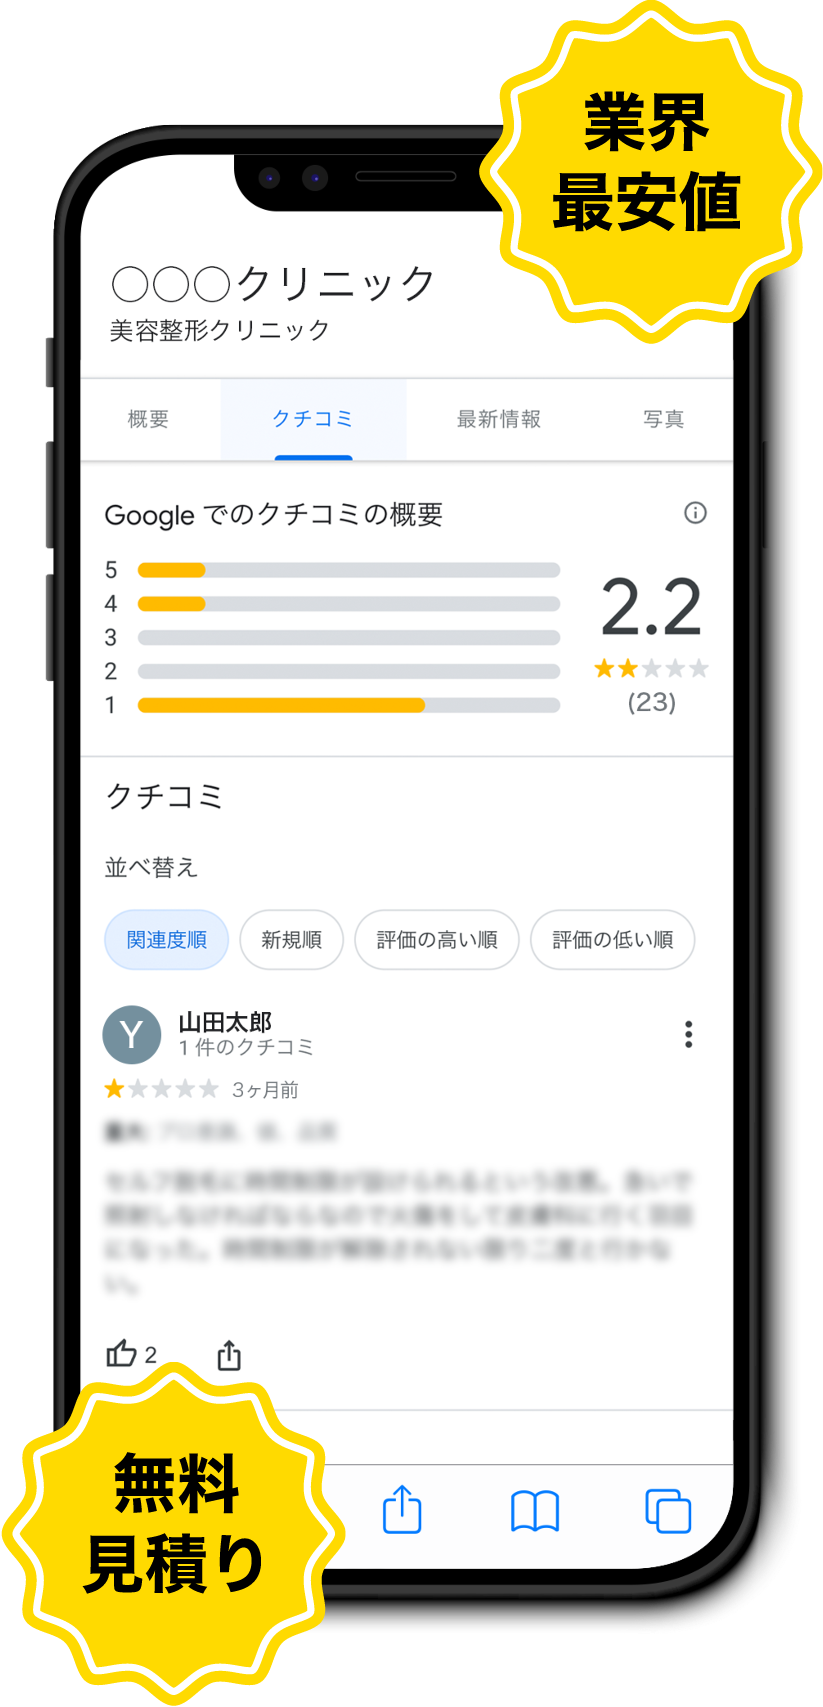 業界
最安値
〇〇〇クリニック
美容整形クリニック
概要 クチコミ 最新情報 写真
Google でのクチコミの概要
5
4
3
2
1
2.2
(23)
クチコミ
並べ替え
関連度順 新規順 評価の高い順 評価の低い順
Y
山田太郎
1 件のクチコミ
3ヶ月前
2
無料
見積り